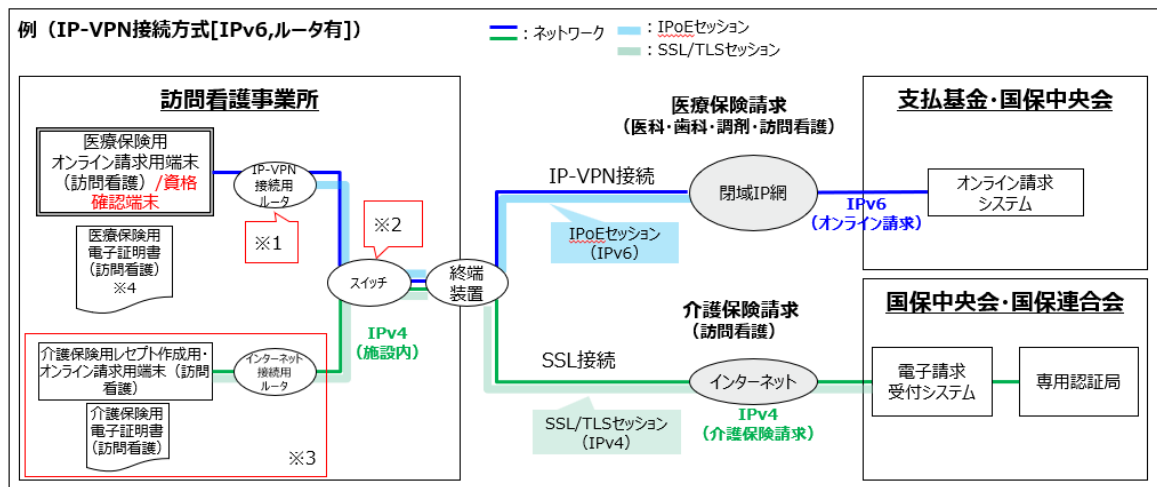 例（IP-VPN接続方式[IPv6,ルータ有]）
：ネットワーク
：IPoEセッション
：SSL/TLSセッション
訪問看護事業所
医療保険用
オンライン請求用端末
（訪問看護）/資格
確認端末
IP-VPN
接続用
ルータ
※1
※2
医療保険用
電子証明書
（訪問看護）
※4
スイッチ
終端
装置
IPv4
（施設内）
介護保険用レセプト作成用・
オンライン請求用端末（訪問
看護）
インターネット
接続用
ルータ
介護保険用
電子証明書
（訪問看護）
※3
医療保険請求
（医科・歯科・調剤・訪問看護）
IP-VPN接続
閉域IP網
IPoEセッション
（IPv6）
IPv6
（オンライン請求）
支払基金・国保中央会
オンライン請求
システム
介護保険請求
（訪問看護）
SSL接続
インターネット
SSL/TLSセッション
（IPv4）
IPv4
（介護保険請求）
国保中央会・国保連合会
電子請求
受付システム
専用認証局